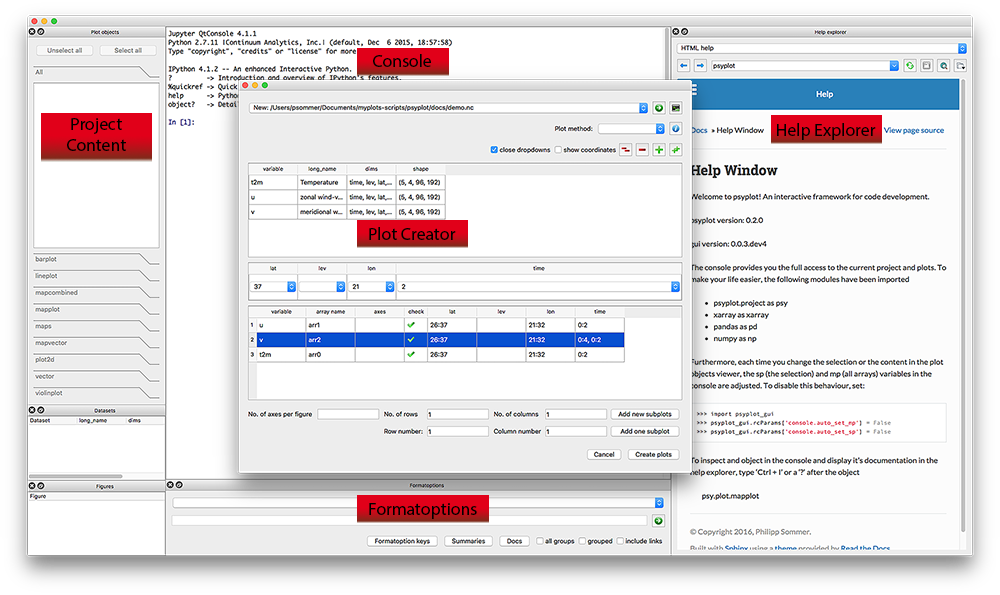 Plot objects
Unselect all
Select all
All
Project
Content
barplot
lineplot
mapcombined
mapplot
maps
mapvector
plot2d
vector
violinplot
Datasets
Dataset
long_name
dims
Figures
Figure
Jupyter QtConsole 4.1.1
Python 2.7.11 |Continuum Analytics, Inc.| (default, Dec  6 2015, 18:57:58)
Type "copyright", "credits" or "license" for more
Console
IPython 4.1.2 -- An enhanced Interactive Python.
?         -> Introduction and overview of IPython's features.
%quickref -> Quick
help      -> Pytho
object?   -> Detai
In [1]:
New: /Users/psommer/Documents/myplots-scripts/psyplot/docs/demo.nc
Plot method:
close dropdowns
show coordinates
variable long_name dims shape
t2m Temperature time, lev, lat,... (5, 4, 96, 192)
u zonal wind-v... time, lev, lat,... (5, 4, 96, 192)
v meridional w... time, lev, lat,... (5, 4, 96, 192)
Plot Creator
lat lev lon time
37 21 2
variable array name axes check lat lev lon time
1 u arr1 26:37 21:32 0:2
2 v arr2 26:37 21:32 0:4, 0:2
3 t2m arr0 26:37 21:32 0:2
No. of axes per figure
No. of rows 1
No. of columns 1
Add new subplots
Row number: 1
Column number 1
Add one subplot
Cancel
Create plots
Formatoptions
Formatoptions
Formatoption keys
Summaries
Docs
all groups
grouped
include links
Help explorer
HTML help
psyplot
Help
Docs » Help Window
Help Explorer
View page source
Help Window
Welcome to psyplot! An interactive framework for code development.
psyplot version: 0.2.0
gui version: 0.0.3.dev4
The console provides you the full access to the current project and plots. To
make your life easier, the following modules have been imported
• psyplot.project as psy
• xarray as xarray
• pandas as pd
• numpy as np
Furthermore, each time you change the selection or the content in the plot
objects viewer, the sp (the selection) and mp (all arrays) variables in the
console are adjusted. To disable this behaviour, set:
>>> import psyplot_gui
>>> psyplot_gui.rcParams['console.auto_set_mp'] = False
>>> psyplot_gui.rcParams['console.auto_set_sp'] = False
To inspect and object in the console and display it's documentation in the
help explorer, type 'Ctrl + I' or a '?' after the object
psy.plot.mapplot
© Copyright 2016, Philipp Sommer.
Built with Sphinx using a theme provided by Read the Docs